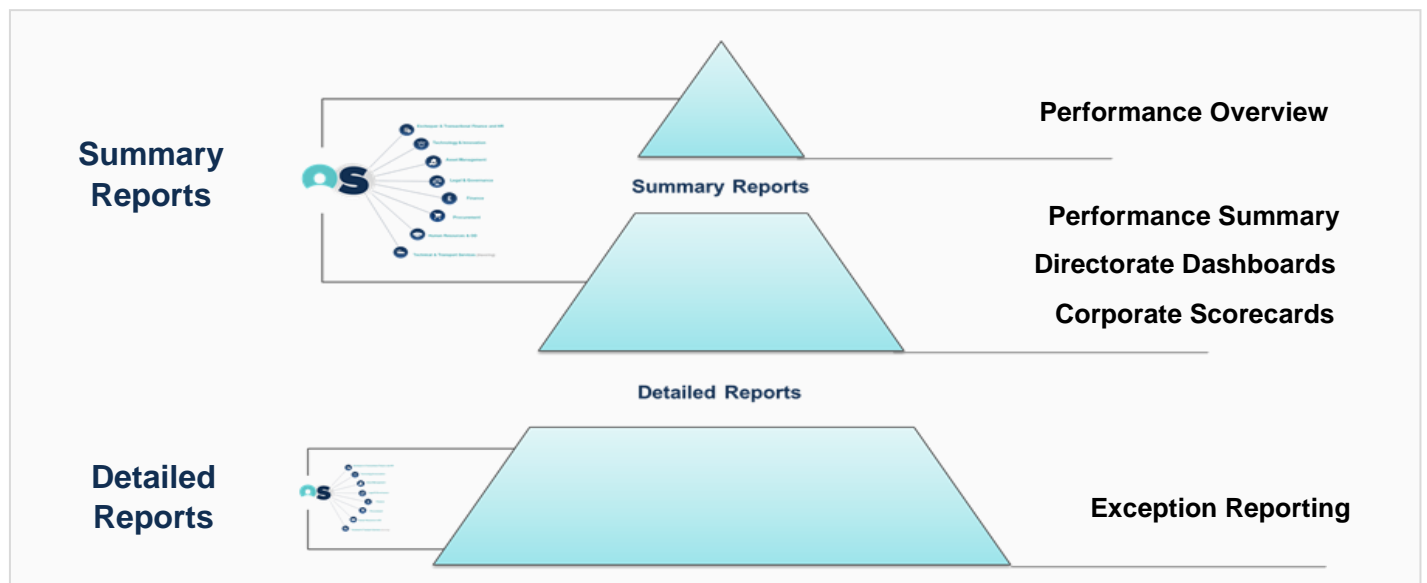 Performance Overview
Summary
Reports
Technology & Innovation
Asset Management
Legal & Governance
Finance
Procurement
Human Resources & OD
Summary Reports
Performance Summary
Directorate Dashboards
Corporate Scorecards
Detailed Reports
Detailed
Reports
Exception Reporting